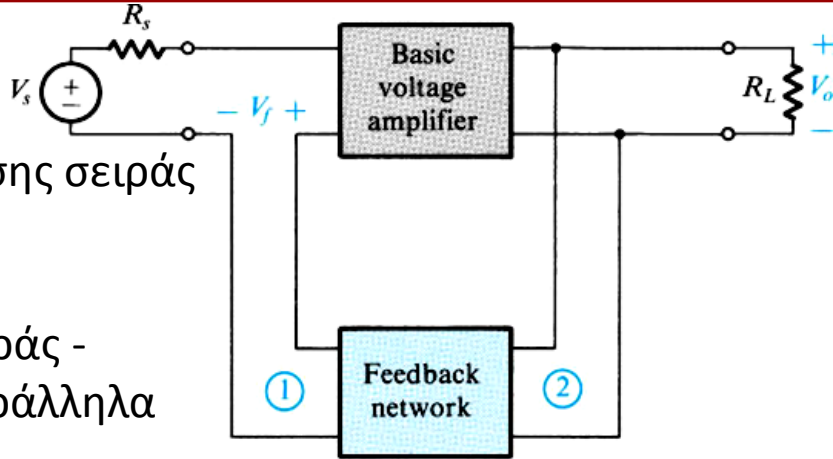 R_s
V_s
+
−
− V_f +
Basic
voltage
amplifier
R_L
+
V_o
−
σης σειράς
ράς -
ράλληλα
①
Feedback
network
②